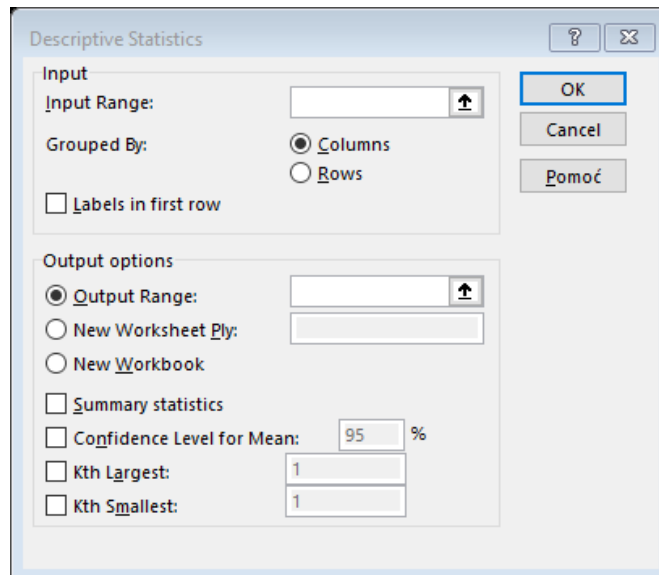 Descriptive Statistics
Input
Input Range:
Grouped By:
Columns
Rows
Labels in first row
OK
Cancel
Pomoć
Output options
Output Range:
New Worksheet Ply:
New Workbook
Summary statistics
Confidence Level for Mean: 95 %
Kth Largest: 1
Kth Smallest: 1